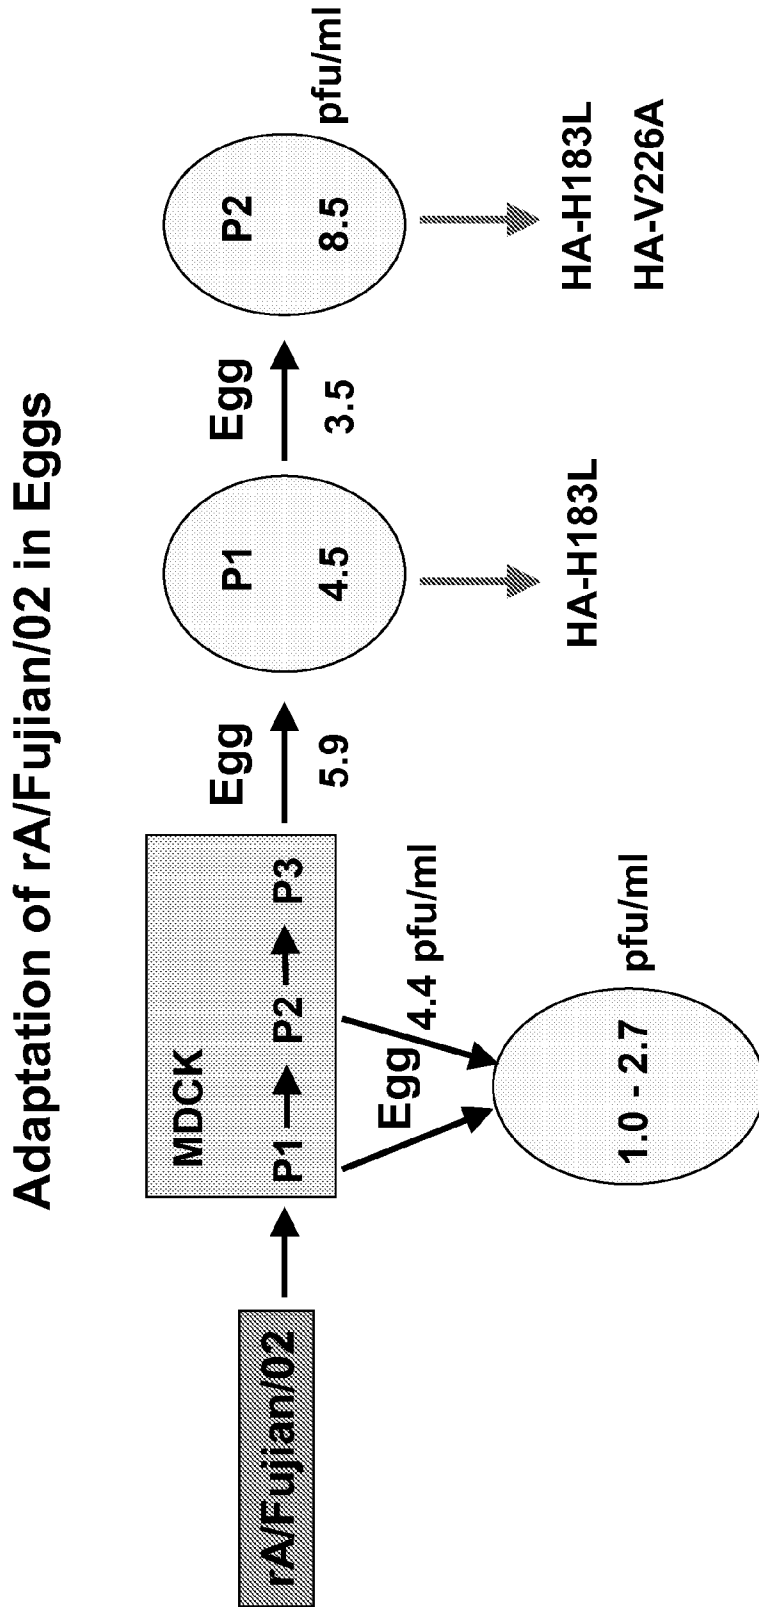 Adaptation of rA/Fujian/02 in Eggs
rA/Fujian/02
MDCK
P1 P2 P3
Egg
5.9
P1
4.5
Egg
3.5
P2
8.5
pfu/ml
Egg
4.4 pfu/ml
1.0 - 2.7
pfu/ml
HA-H183L
HA-H183L
HA-V226A